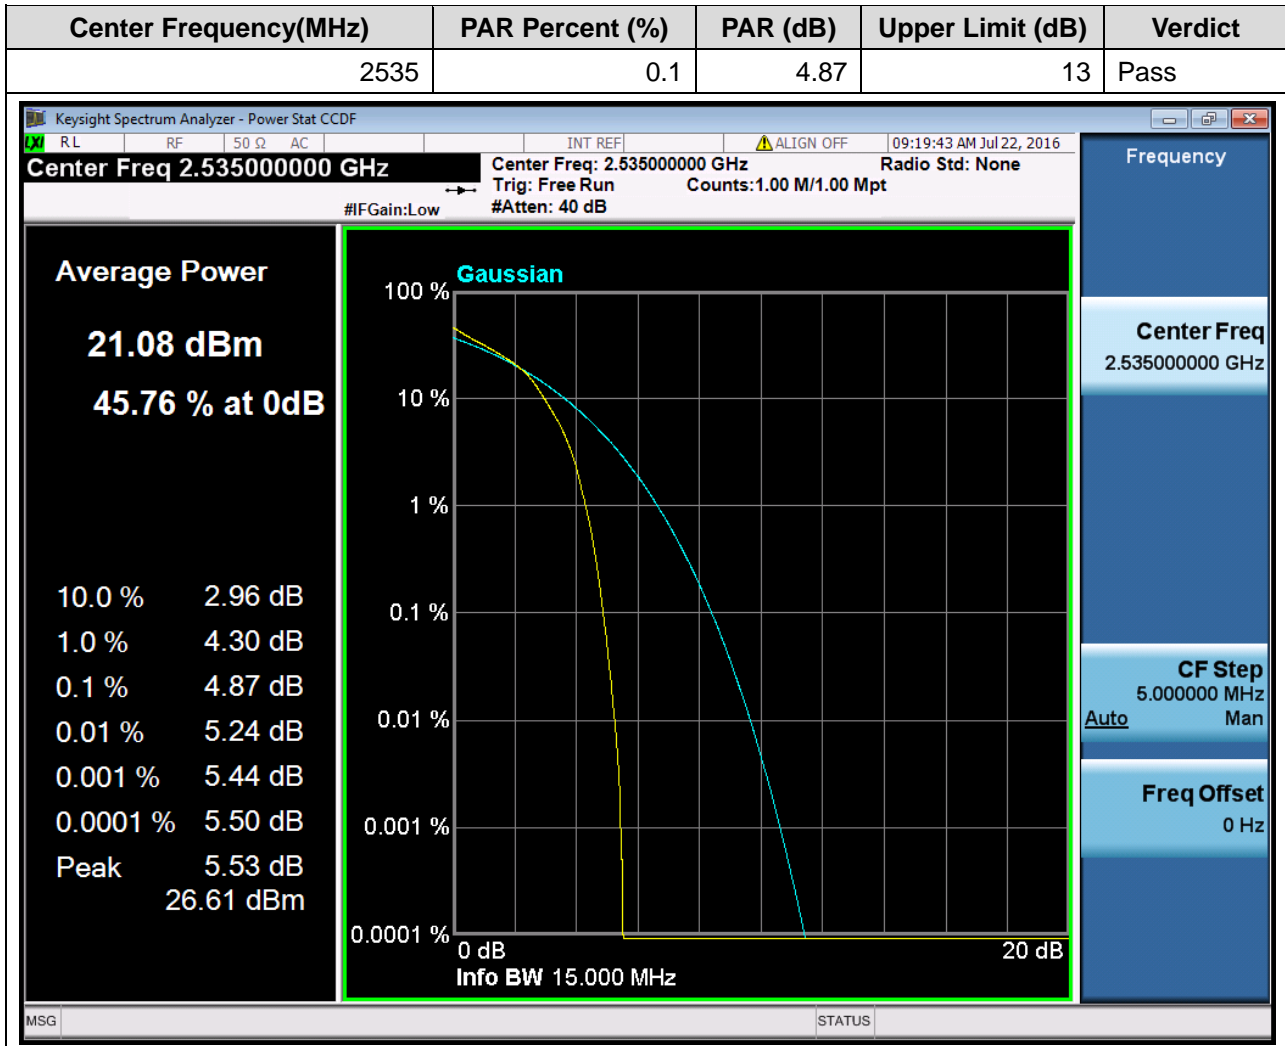 Center Frequency(MHz) PAR Percent (%) PAR (dB) Upper Limit (dB) Verdict
2535 0.1 4.87 13 Pass
Keysight Spectrum Analyzer - Power Stat CCDF
LXI RL RF 50 Ω AC INT REF ALIGN OFF 09:19:43 AM Jul 22, 2016
Center Freq 2.535000000 GHz
Center Freq: 2.535000000 GHz Radio Std: None
Trig: Free Run Counts:1.00 M/1.00 Mpt
#IFGain:Low #Atten: 40 dB
Average Power
21.08 dBm
45.76 % at 0dB
10.0 % 2.96 dB
1.0 % 4.30 dB
0.1 % 4.87 dB
0.01 % 5.24 dB
0.001 % 5.44 dB
0.0001 % 5.50 dB
Peak 5.53 dB
26.61 dBm
Gaussian
100 %
10 %
1 %
0.1 %
0.01 %
0.001 %
0.0001 %
0 dB 20 dB
Info BW 15.000 MHz
Frequency
Center Freq
2.535000000 GHz
CF Step
5.000000 MHz
Auto Man
Freq Offset
0 Hz
MSG STATUS